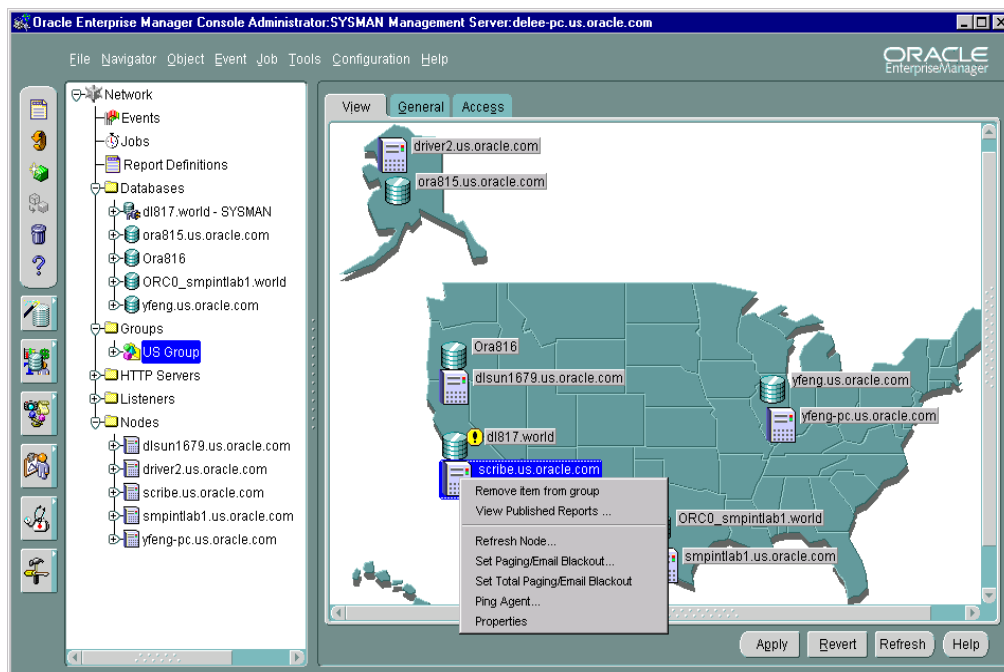 Oracle Enterprise Manager Console Administrator:SYSMAN Management Server:delee-pc.us.oracle.com
File Navigator Object Event Job Tools Configuration Help
ORACLE
EnterpriseManager
Network
Events
Jobs
Report Definitions
Databases
dl817.world - SYSMAN
ora815.us.oracle.com
Ora816
ORC0_smpintlab1.world
yfeng.us.oracle.com
Groups
US Group
HTTP Servers
Listeners
Nodes
dlsun1679.us.oracle.com
driver2.us.oracle.com
scribe.us.oracle.com
smpintlab1.us.oracle.com
yfeng-pc.us.oracle.com
View General Access
driver2.us.oracle.com
ora815.us.oracle.com
Ora816
dlsun1679.us.oracle.com
yfeng.us.oracle.com
yfeng-pc.us.oracle.com
dl817.world
scribe.us.oracle.com
Remove item from group
View Published Reports ...
Refresh Node...
Set Paging/Email Blackout...
Set Total Paging/Email Blackout
Ping Agent...
Properties
ORC0_smpintlab1.world
smpintlab1.us.oracle.com
Apply Revert Refresh Help